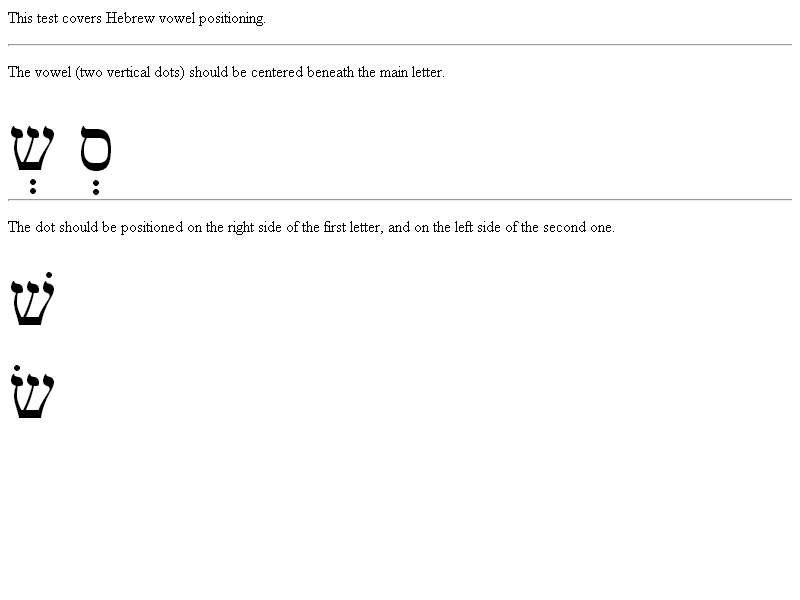 This test covers Hebrew vowel positioning.
The vowel (two vertical dots) should be centered beneath the main letter.
שְ סְ
The dot should be positioned on the right side of the first letter, and on the left side of the second one.
שׁ
שׂ